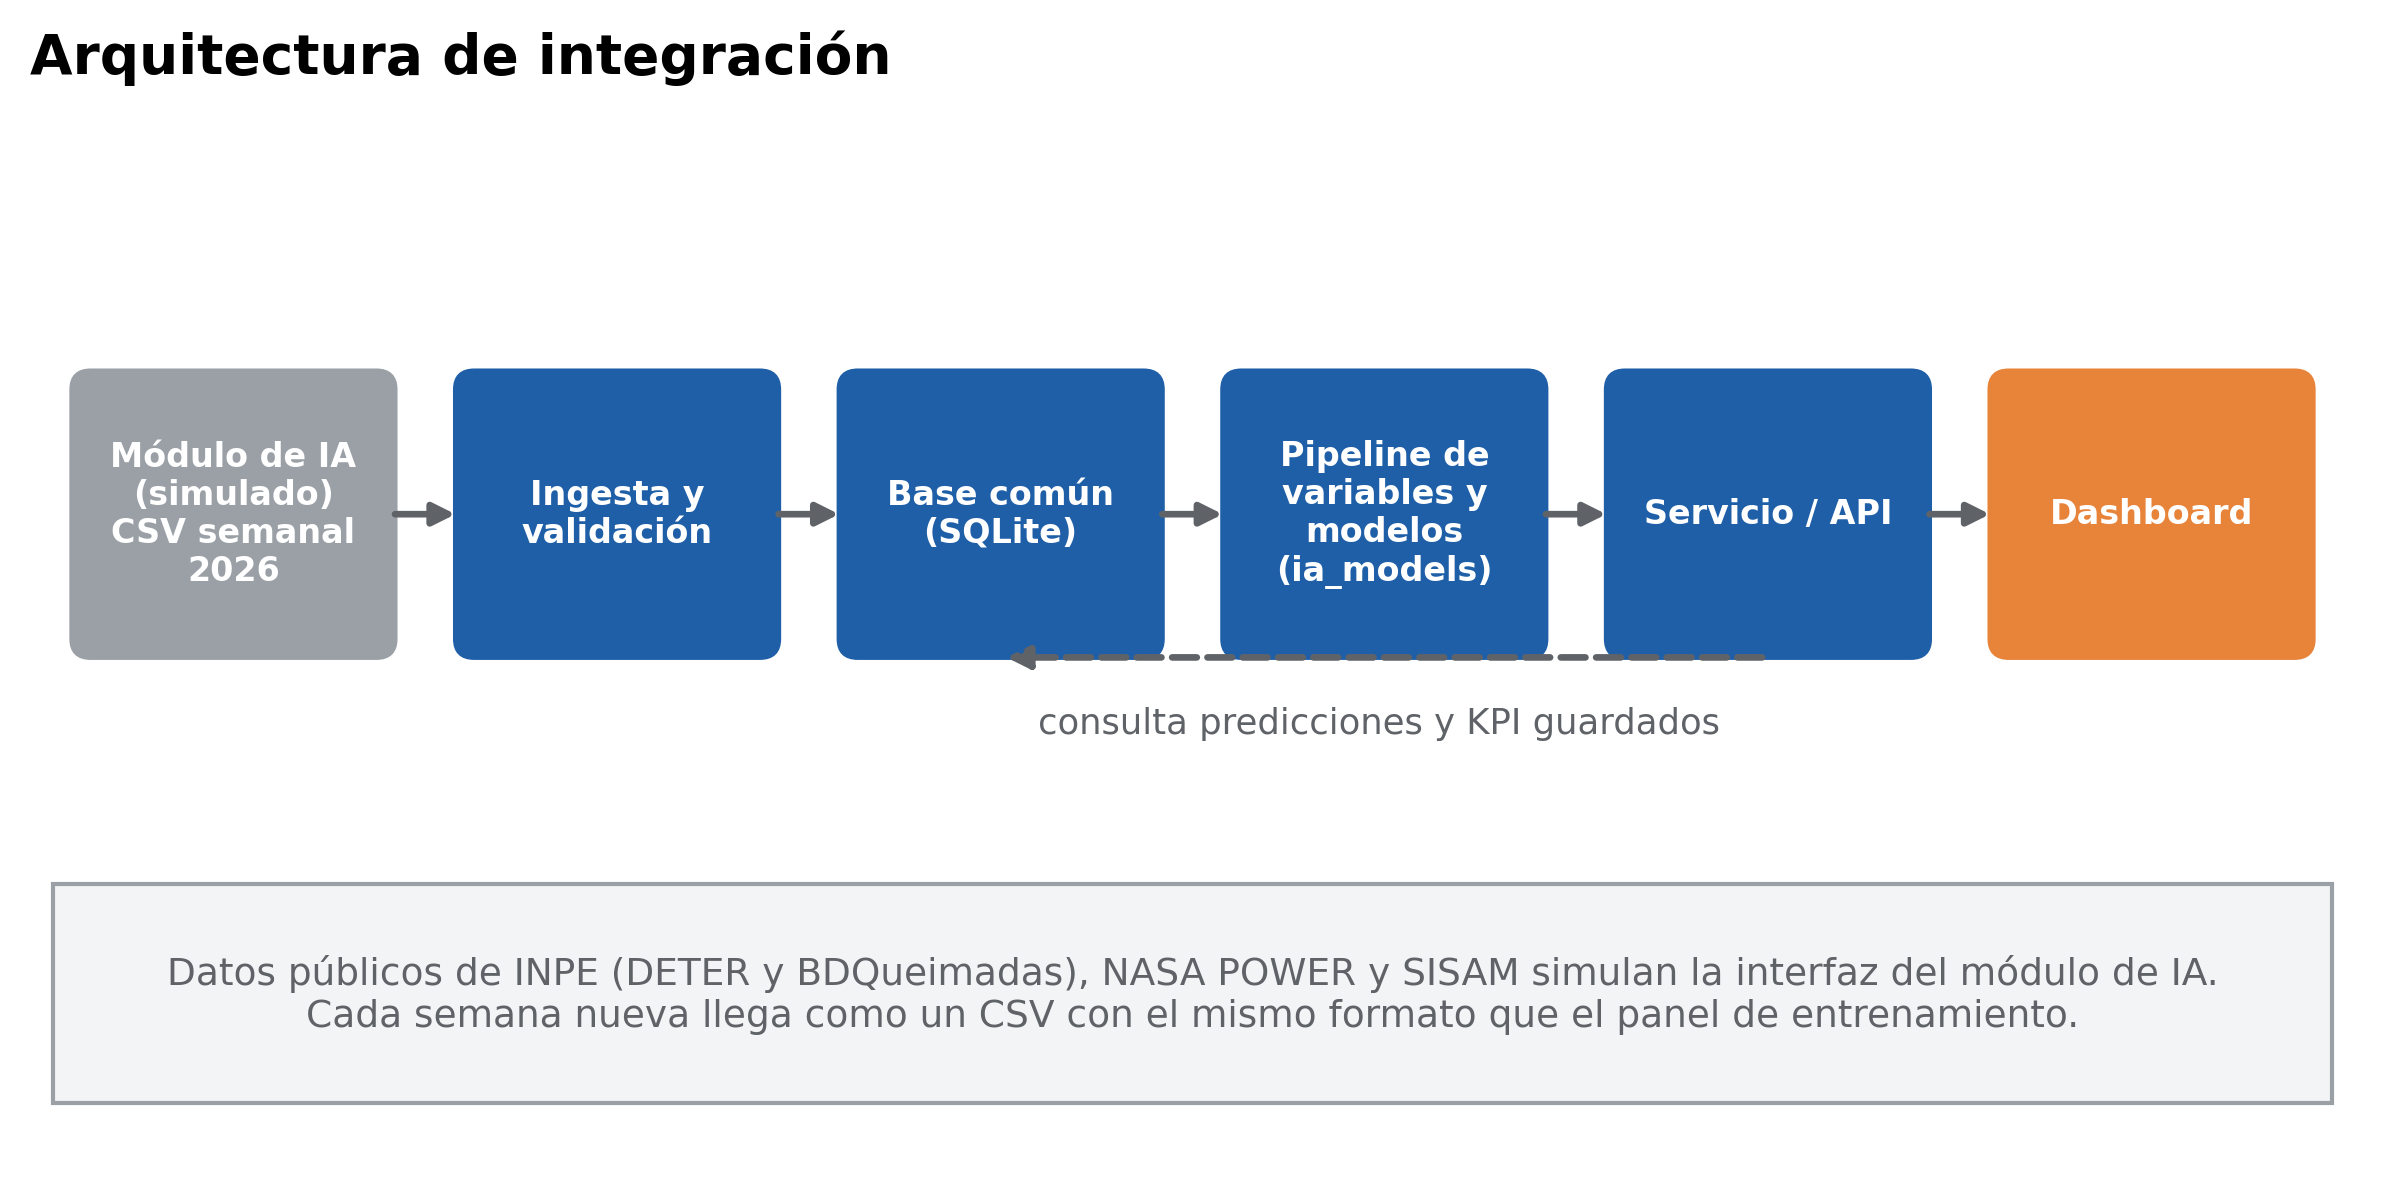 Arquitectura de integración
Módulo de IA
(simulado)
CSV semanal
2026
Ingesta y
validación
Base común
(SQLite)
Pipeline de
variables y
modelos
(ia_models)
Servicio / API
Dashboard
consulta predicciones y KPI guardados
Datos públicos de INPE (DETER y BDQueimadas), NASA POWER y SISAM simulan la interfaz del módulo de IA.
Cada semana nueva llega como un CSV con el mismo formato que el panel de entrenamiento.